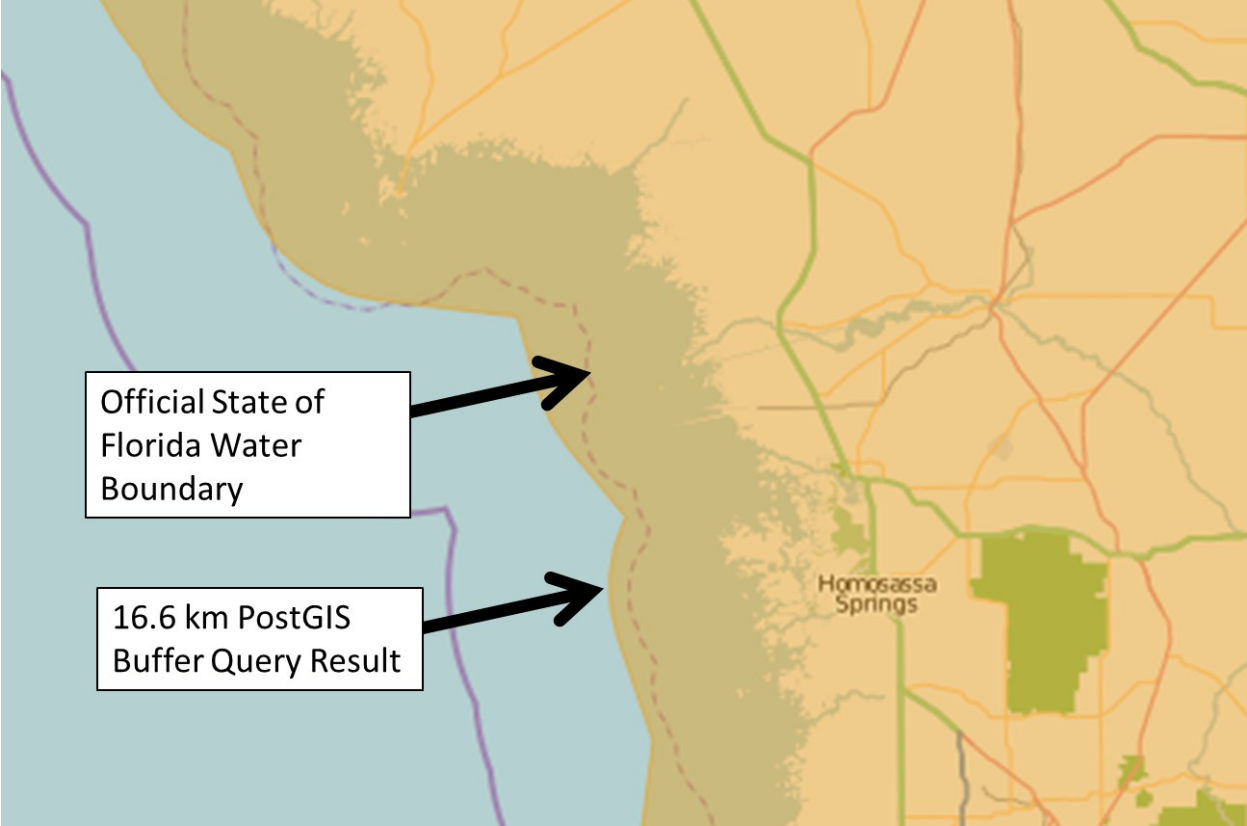 Official State of
Florida Water
Boundary
16.6 km PostGIS
Buffer Query Result
Homosassa
Springs